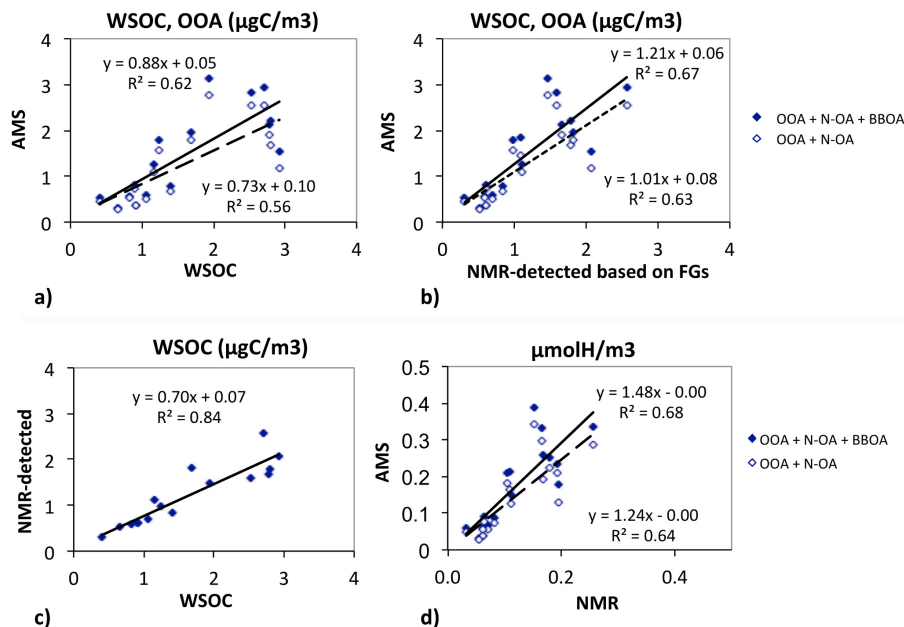 WSOC, OOA (µgC/m3)
4
3
2
1
0
AMS
y = 0.88x + 0.05
R² = 0.62
y = 0.73x + 0.10
R² = 0.56
0 1 2 3 4
WSOC
a)
WSOC, OOA (µgC/m3)
4
3
2
1
0
AMS
y = 1.21x + 0.06
R² = 0.67
y = 1.01x + 0.08
R² = 0.63
0 1 2 3 4
NMR-detected based on FGs
b)
OOA + N-OA + BBOA
OOA + N-OA
WSOC (µgC/m3)
4
3
2
1
0
NMR-detected
y = 0.70x + 0.07
R² = 0.84
0 1 2 3 4
WSOC
c)
µmolH/m3
0.5
0.4
0.3
0.2
0.1
0
AMS
y = 1.48x - 0.00
R² = 0.68
y = 1.24x - 0.00
R² = 0.64
0.0 0.2 0.4
NMR
d)
OOA + N-OA + BBOA
OOA + N-OA